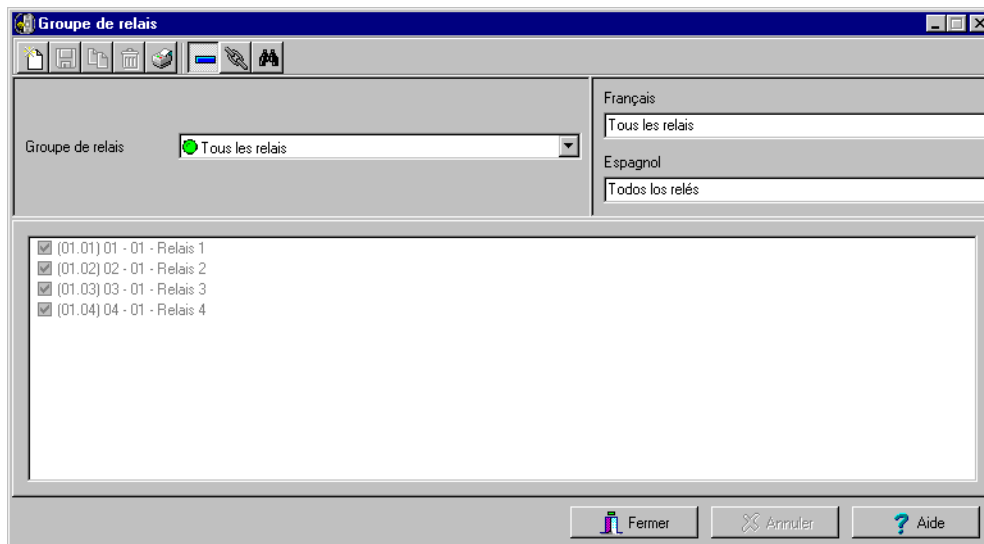 Groupe de relais
Français
Tous les relais
Groupe de relais
Tous les relais
Espagnol
Todos los relés
(01.01) 01 - 01 - Relais 1
(01.02) 02 - 01 - Relais 2
(01.03) 03 - 01 - Relais 3
(01.04) 04 - 01 - Relais 4
Fermer
Annuler
Aide